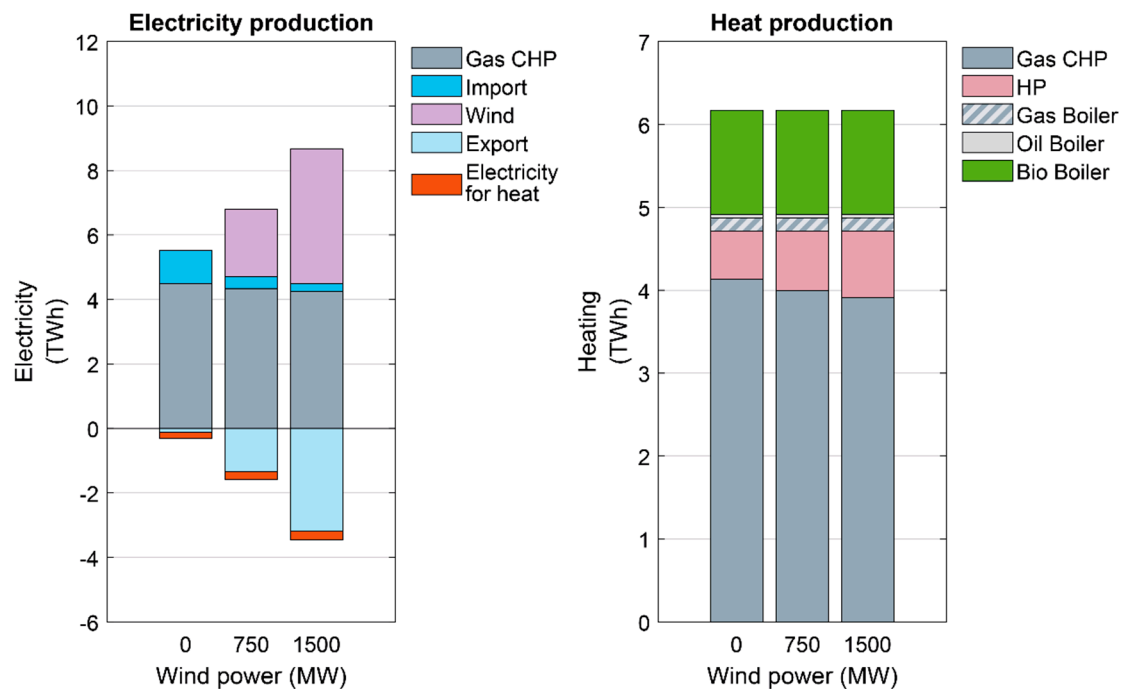 Electricity production
12
10
8
6
4
2
0
-2
-4
-6
Electricity
(TWh)
0 750 1500
Wind power (MW)
Gas CHP
Import
Wind
Export
Electricity
for heat
Heat production
7
6
5
4
3
2
1
0
Heating
(TWh)
0 750 1500
Wind power (MW)
Gas CHP
HP
Gas Boiler
Oil Boiler
Bio Boiler